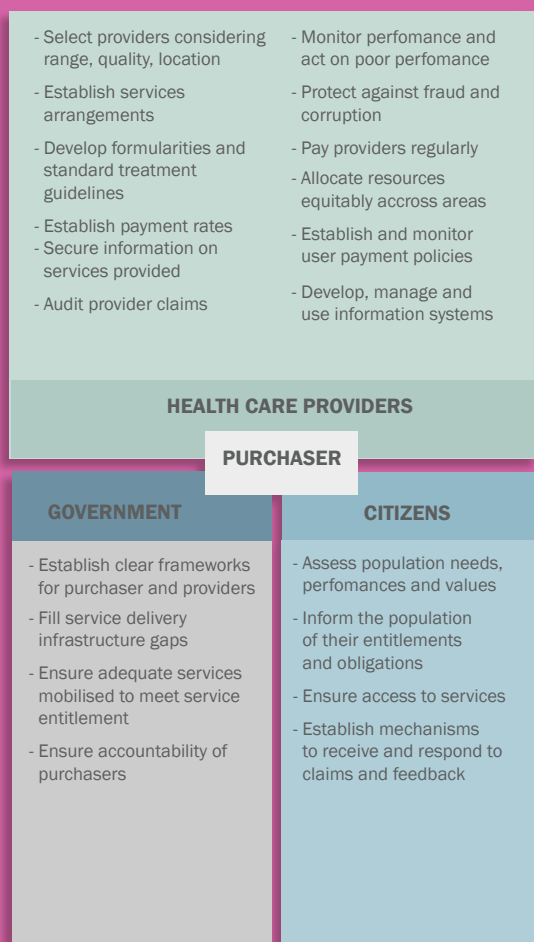 - Select providers considering
range, quality, location
- Establish services
arrangements
- Develop formularities and
standard treatment
guidelines
- Establish payment rates
- Secure information on
services provided
- Audit provider claims
- Monitor perfomance and
act on poor perfomance
- Protect against fraud and
corruption
- Pay providers regularly
- Allocate resources
equitably accross areas
- Establish and monitor
user payment policies
- Develop, manage and
use information systems
HEALTH CARE PROVIDERS
PURCHASER
GOVERNMENT
- Establish clear frameworks
for purchaser and providers
- Fill service delivery
infrastructure gaps
- Ensure adequate services
mobilised to meet service
entitlement
- Ensure accountability of
purchasers
CITIZENS
- Assess population needs,
perfomances and values
- Inform the population
of their entitlements
and obligations
- Ensure access to services
- Establish mechanisms
to receive and respond to
claims and feedback